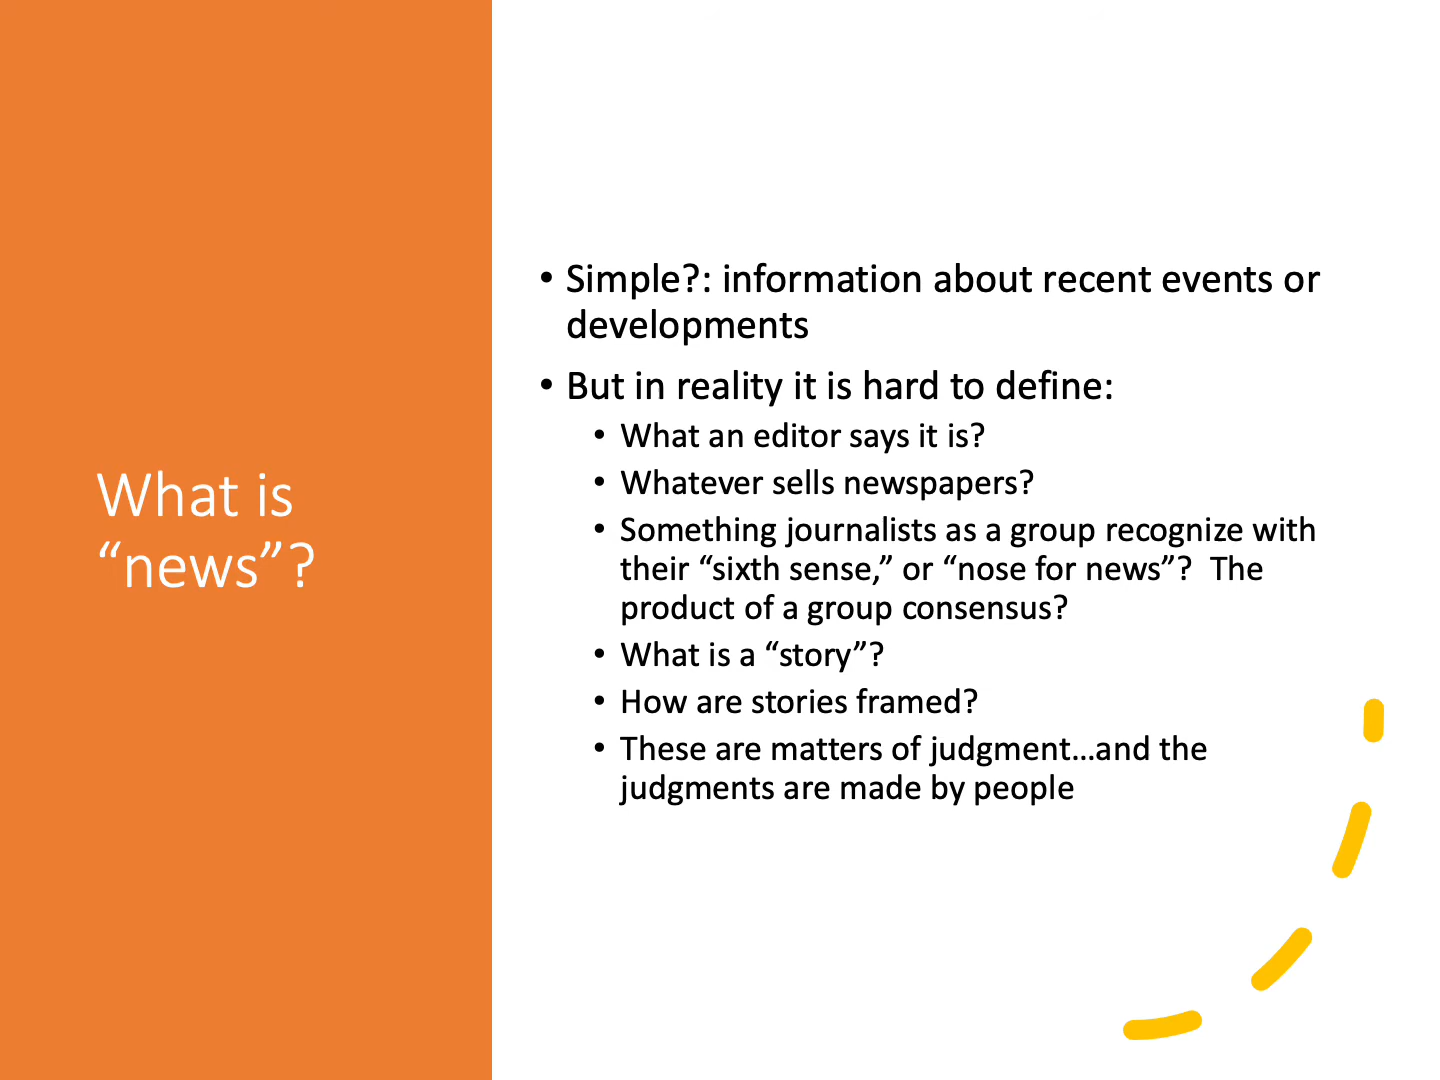 What is
“news”?
• Simple?: information about recent events or
developments
• But in reality it is hard to define:
• What an editor says it is?
• Whatever sells newspapers?
• Something journalists as a group recognize with
their “sixth sense,” or “nose for news”?  The
product of a group consensus?
• What is a “story”?
• How are stories framed?
• These are matters of judgment…and the
judgments are made by people